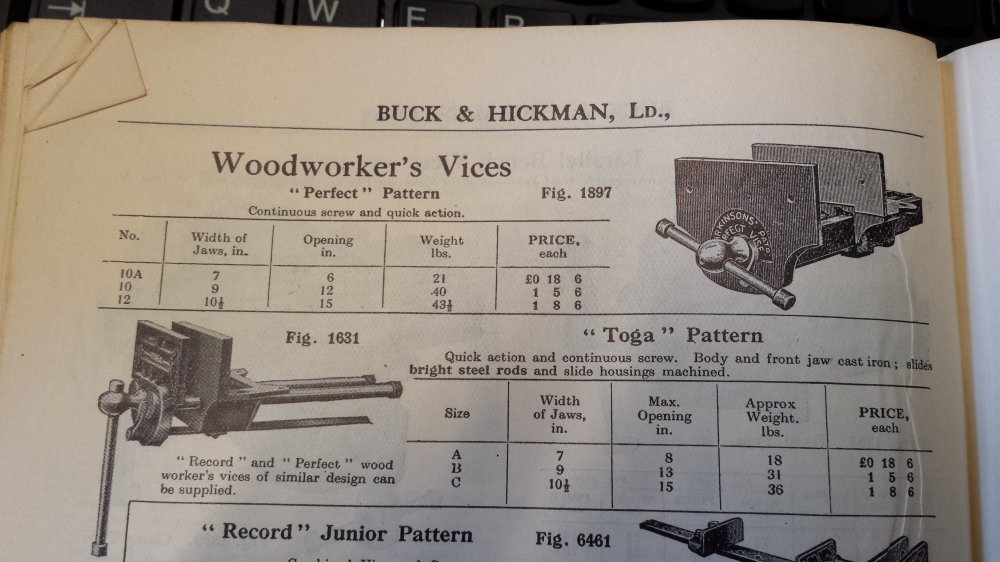 Q W E R
BUCK & HICKMAN, LD.,
Woodworker's Vices
"Perfect" Pattern Fig. 1897
Continuous screw and quick action.
No. Width of Jaws, in. Opening in. Weight lbs. PRICE, each
10A 7 6 21 £0 18 6
10 9 12 40 1 5 6
12 10½ 15 43½ 1 8 6
PERFECT VICE
Fig. 1631
"Toga" Pattern
Quick action and continuous screw. Body and front jaw cast iron; slides
bright steel rods and slide housings machined.
Size Width of Jaws, in. Max. Opening in. Approx Weight. lbs. PRICE, each
A 7 8 18 £0 18 6
B 9 13 31 1 5 6
C 10½ 15 36 1 8 6
"Record" and "Perfect" wood
worker's vices of similar design can
be supplied.
"Record" Junior Pattern Fig. 6461